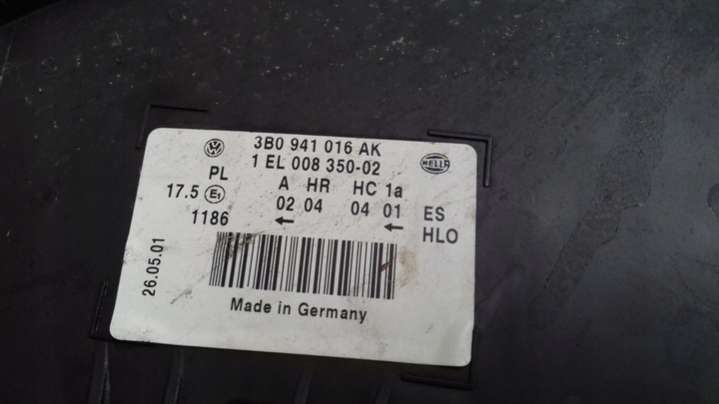 3B0 941 016 AK
1 EL 008 350-02
HELLA
PL A HR HC 1a
17.5 E1 02 04 04 01 ES
1186 ← ← HLO
26.05.01
Made in Germany